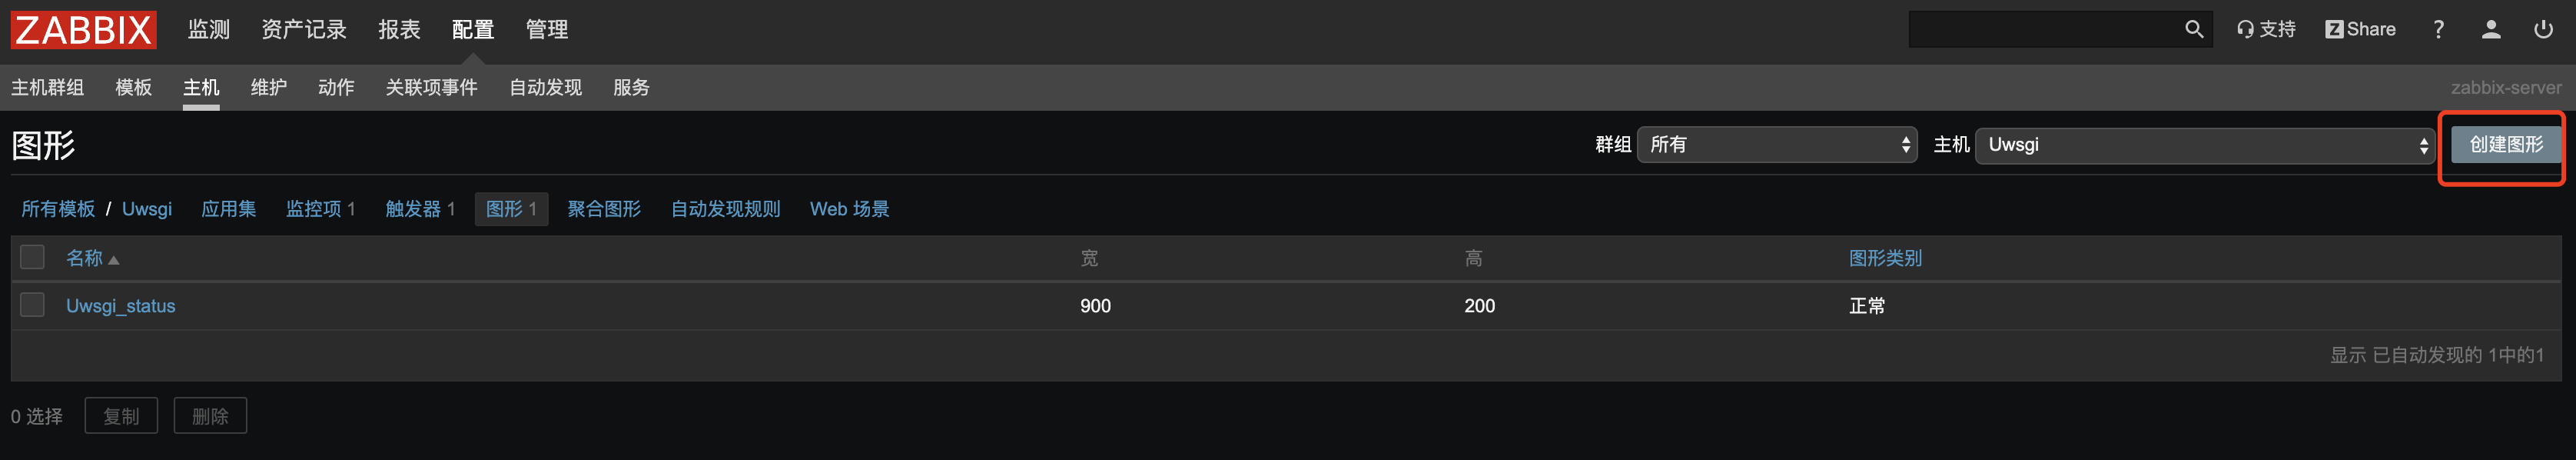 ZABBIX 监测 资产记录 报表 配置 管理 支持 Z Share ?
主机群组 模板 主机 维护 动作 关联项事件 自动发现 服务 zabbix-server
图形 群组 所有 主机 Uwsgi 创建图形
所有模板 / Uwsgi 应用集 监控项 1 触发器 1 图形 1 聚合图形 自动发现规则 Web 场景
名称 宽 高 图形类别
Uwsgi_status 900 200 正常
显示 已自动发现的 1中的1
0 选择 复制 删除